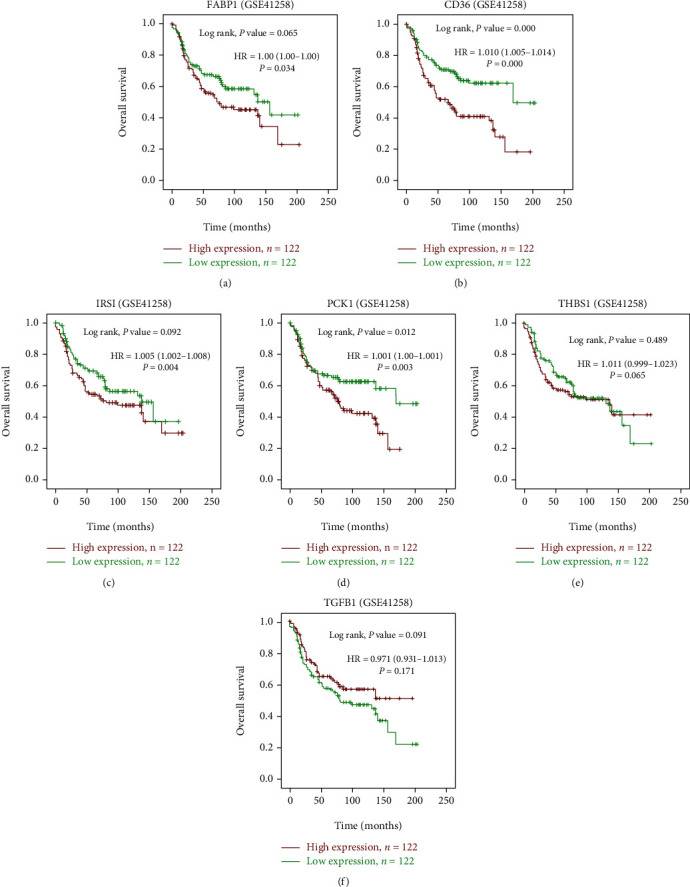 FABP1 (GSE41258)
1.0
0.8
0.6
0.4
0.2
0.0
Overall survival
Log rank, P value = 0.065
HR = 1.00 (1.00–1.00)
P = 0.034
0 50 100 150 200 250
Time (months)
High expression, n = 122
Low expression, n = 122
(a)
CD36 (GSE41258)
1.0
0.8
0.6
0.4
0.2
0.0
Overall survival
Log rank, P value = 0.000
HR = 1.010 (1.005–1.014)
P = 0.000
0 50 100 150 200 250
Time (months)
High expression, n = 122
Low expression, n = 122
(b)
IRSI (GSE41258)
1.0
0.8
0.6
0.4
0.2
0.0
Overall survival
Log rank, P value = 0.092
HR = 1.005 (1.002–1.008)
P = 0.004
0 50 100 150 200 250
Time (months)
High expression, n = 122
Low expression, n = 122
(c)
PCK1 (GSE41258)
1.0
0.8
0.6
0.4
0.2
0.0
Overall survival
Log rank, P value = 0.012
HR = 1.001 (1.00–1.001)
P = 0.003
0 50 100 150 200 250
Time (months)
High expression, n = 122
Low expression, n = 122
(d)
THBS1 (GSE41258)
1.0
0.8
0.6
0.4
0.2
0.0
Overall survival
Log rank, P value = 0.489
HR = 1.011 (0.999–1.023)
P = 0.065
0 50 100 150 200 250
Time (months)
High expression, n = 122
Low expression, n = 122
(e)
TGFB1 (GSE41258)
1.0
0.8
0.6
0.4
0.2
0.0
Overall survival
Log rank, P value = 0.091
HR = 0.971 (0.931–1.013)
P = 0.171
0 50 100 150 200 250
Time (months)
High expression, n = 122
Low expression, n = 122
(f)